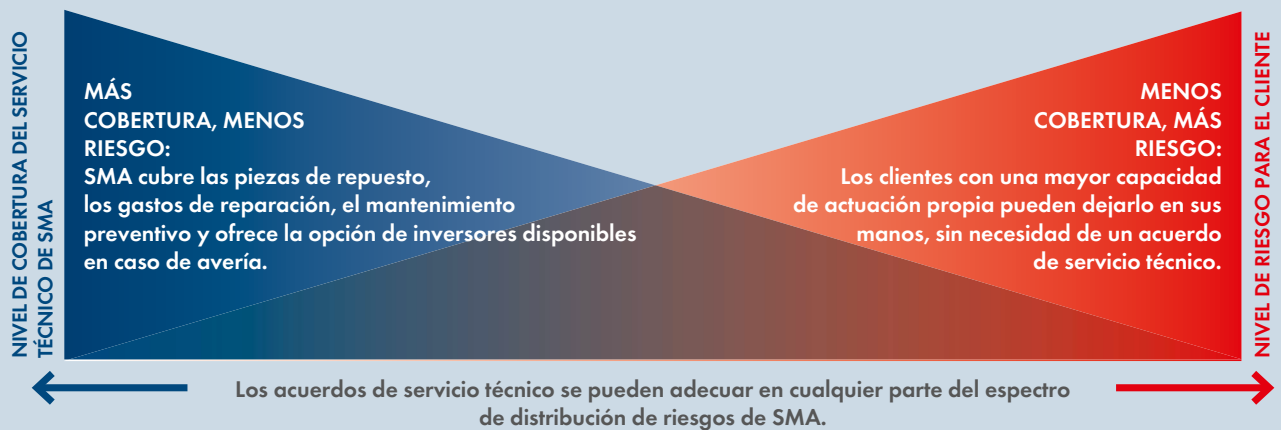 NIVEL DE COBERTURA DEL SERVICIO
TÉCNICO DE SMA
MÁS
COBERTURA, MENOS
RIESGO:
SMA cubre las piezas de repuesto,
los gastos de reparación, el mantenimiento
preventivo y ofrece la opción de inversores disponibles
en caso de avería.
MENOS
COBERTURA, MÁS
RIESGO:
Los clientes con una mayor capacidad
de actuación propia pueden dejarlo en sus
manos, sin necesidad de un acuerdo
de servicio técnico.
NIVEL DE RIESGO PARA EL CLIENTE
Los acuerdos de servicio técnico se pueden adecuar en cualquier parte del espectro
de distribución de riesgos de SMA.